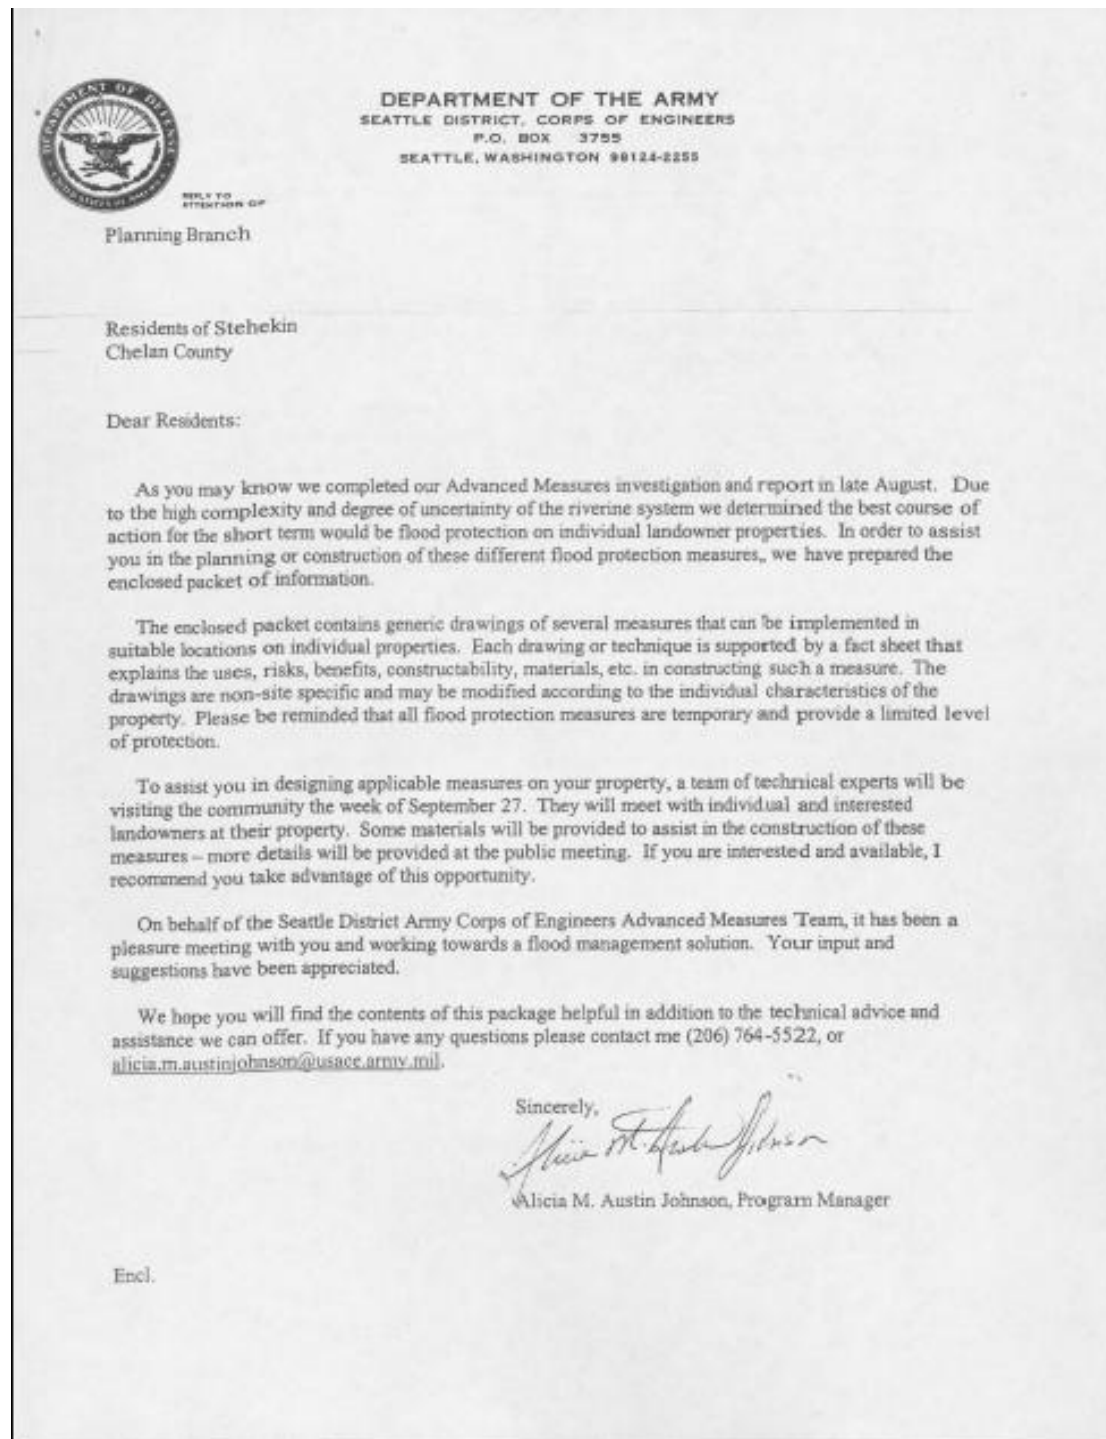 DEPARTMENT OF DEFENSE
UNITED STATES OF AMERICA
DEPARTMENT OF THE ARMY
SEATTLE DISTRICT, CORPS OF ENGINEERS
P.O. BOX 3755
SEATTLE, WASHINGTON 98124-2255
REPLY TO
ATTENTION OF
Planning Branch
Residents of Stehekin
Chelan County
Dear Residents:
As you may know we completed our Advanced Measures investigation and report in late August. Due
to the high complexity and degree of uncertainty of the riverine system we determined the best course of
action for the short term would be flood protection on individual landowner properties. In order to assist
you in the planning or construction of these different flood protection measures,, we have prepared the
enclosed packet of information.
The enclosed packet contains generic drawings of several measures that can be implemented in
suitable locations on individual properties. Each drawing or technique is supported by a fact sheet that
explains the uses, risks, benefits, constructability, materials, etc. in constructing such a measure. The
drawings are non-site specific and may be modified according to the individual characteristics of the
property. Please be reminded that all flood protection measures are temporary and provide a limited level
of protection.
To assist you in designing applicable measures on your property, a team of technical experts will be
visiting the community the week of September 27. They will meet with individual and interested
landowners at their property. Some materials will be provided to assist in the construction of these
measures – more details will be provided at the public meeting. If you are interested and available, I
recommend you take advantage of this opportunity.
On behalf of the Seattle District Army Corps of Engineers Advanced Measures Team, it has been a
pleasure meeting with you and working towards a flood management solution. Your input and
suggestions have been appreciated.
We hope you will find the contents of this package helpful in addition to the technical advice and
assistance we can offer. If you have any questions please contact me (206) 764-5522, or
alicia.m.austinjohnson@usace.army.mil.
Sincerely,
Alicia M. Austin Johnson
Alicia M. Austin Johnson, Program Manager
Encl.